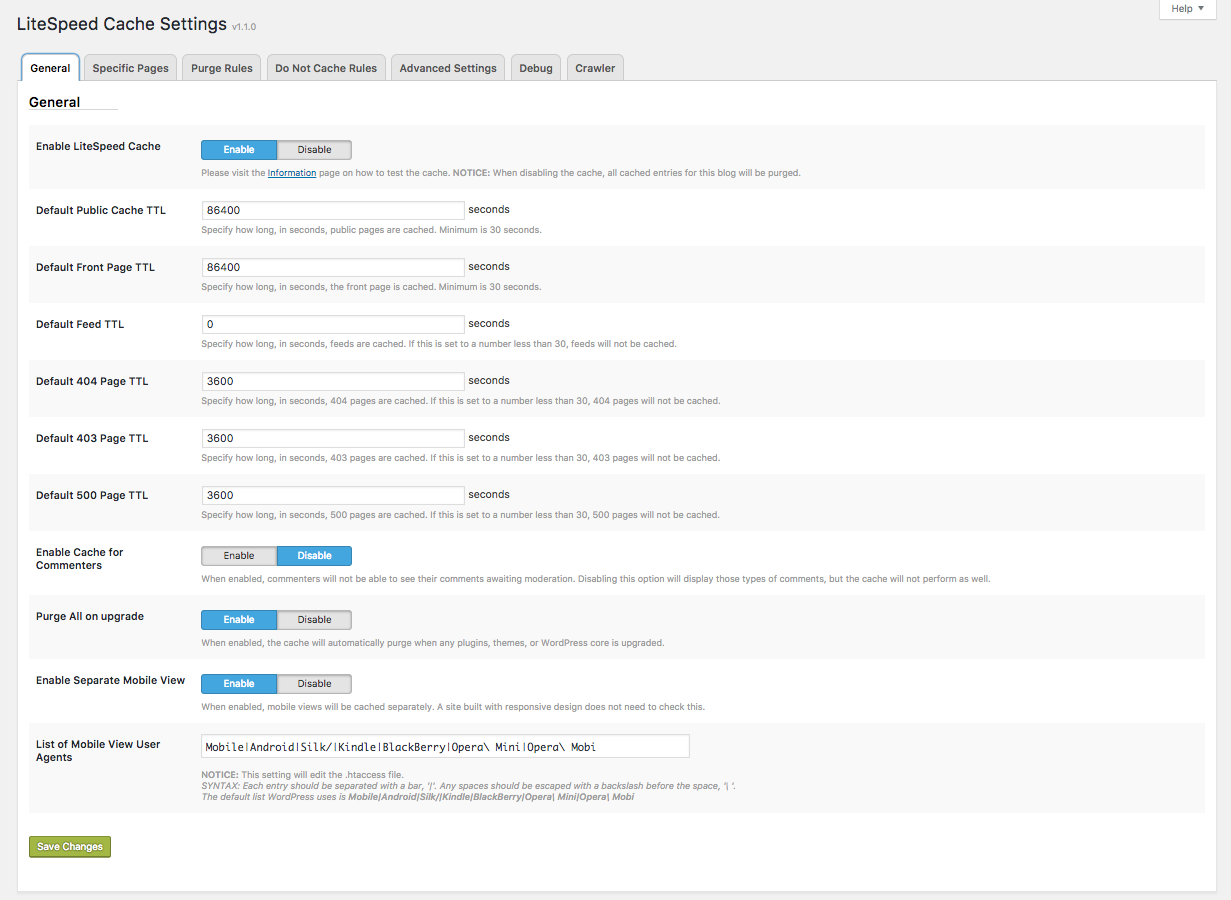 Help ▼
LiteSpeed Cache Settings v1.1.0
General Specific Pages Purge Rules Do Not Cache Rules Advanced Settings Debug Crawler
General
Enable LiteSpeed Cache
Enable Disable
Please visit the Information page on how to test the cache. NOTICE: When disabling the cache, all cached entries for this blog will be purged.
Default Public Cache TTL
86400 seconds
Specify how long, in seconds, public pages are cached. Minimum is 30 seconds.
Default Front Page TTL
86400 seconds
Specify how long, in seconds, the front page is cached. Minimum is 30 seconds.
Default Feed TTL
0 seconds
Specify how long, in seconds, feeds are cached. If this is set to a number less than 30, feeds will not be cached.
Default 404 Page TTL
3600 seconds
Specify how long, in seconds, 404 pages are cached. If this is set to a number less than 30, 404 pages will not be cached.
Default 403 Page TTL
3600 seconds
Specify how long, in seconds, 403 pages are cached. If this is set to a number less than 30, 403 pages will not be cached.
Default 500 Page TTL
3600 seconds
Specify how long, in seconds, 500 pages are cached. If this is set to a number less than 30, 500 pages will not be cached.
Enable Cache for
Commenters
Enable Disable
When enabled, commenters will not be able to see their comments awaiting moderation. Disabling this option will display those types of comments, but the cache will not perform as well.
Purge All on upgrade
Enable Disable
When enabled, the cache will automatically purge when any plugins, themes, or WordPress core is upgraded.
Enable Separate Mobile View
Enable Disable
When enabled, mobile views will be cached separately. A site built with responsive design does not need to check this.
List of Mobile View User
Agents
Mobile|Android|Silk/|Kindle|BlackBerry|Opera\ Mini|Opera\ Mobi
NOTICE: This setting will edit the .htaccess file.
SYNTAX: Each entry should be separated with a bar, '|'. Any spaces should be escaped with a backslash before the space, '\ '.
The default list WordPress uses is Mobile|Android|Silk/|Kindle|BlackBerry|Opera\ Mini|Opera\ Mobi
Save Changes